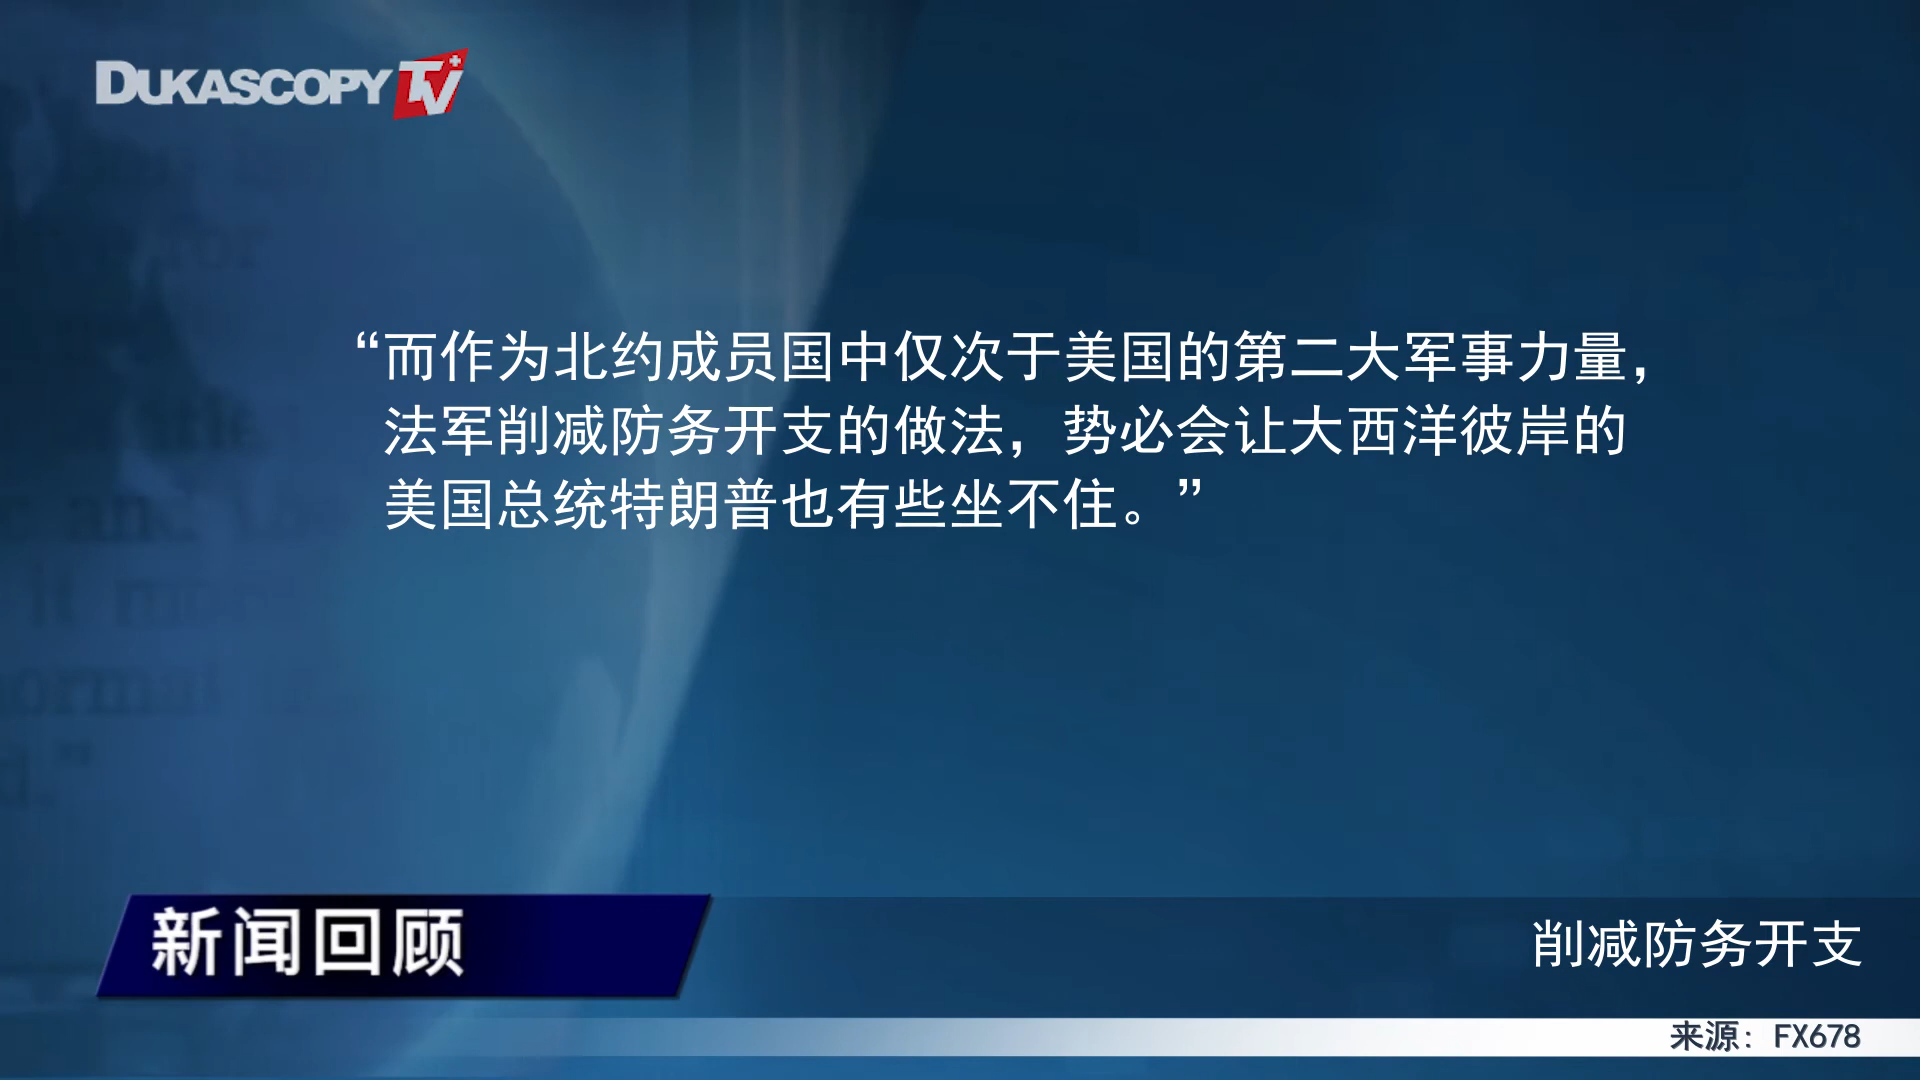 DUKASCOPY TV
“而作为北约成员国中仅次于美国的第二大军事力量，
法军削减防务开支的做法，势必会让大西洋彼岸的
美国总统特朗普也有些坐不住。”
新闻回顾
削减防务开支
来源：FX678